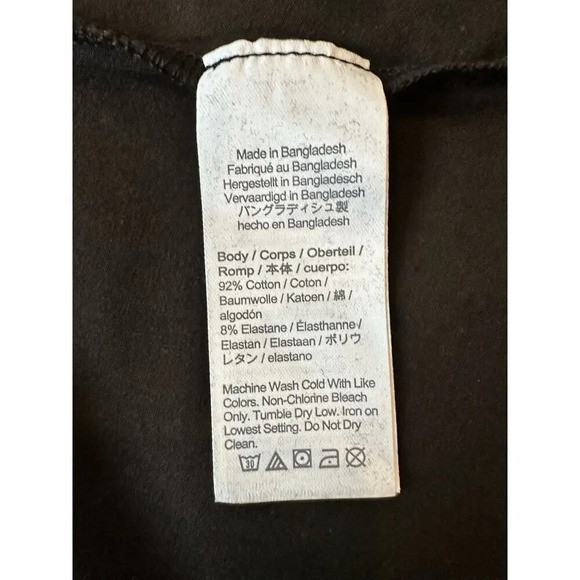 Made in Bangladesh
Fabriqué au Bangladesh
Hergestellt in Bangladesch
Vervaardigd in Bangladesh
バングラディシュ製
hecho en Bangladesh
Body / Corps / Oberteil /
Romp / 本体 / cuerpo:
92% Cotton / Coton /
Baumwolle / Katoen / 綿 /
algodón
8% Elastane / Élasthanne /
Elastan / Elastaan / ポリウ
レタン / elastano
Machine Wash Cold With Like
Colors. Non-Chlorine Bleach
Only. Tumble Dry Low. Iron on
Lowest Setting. Do Not Dry
Clean.
30